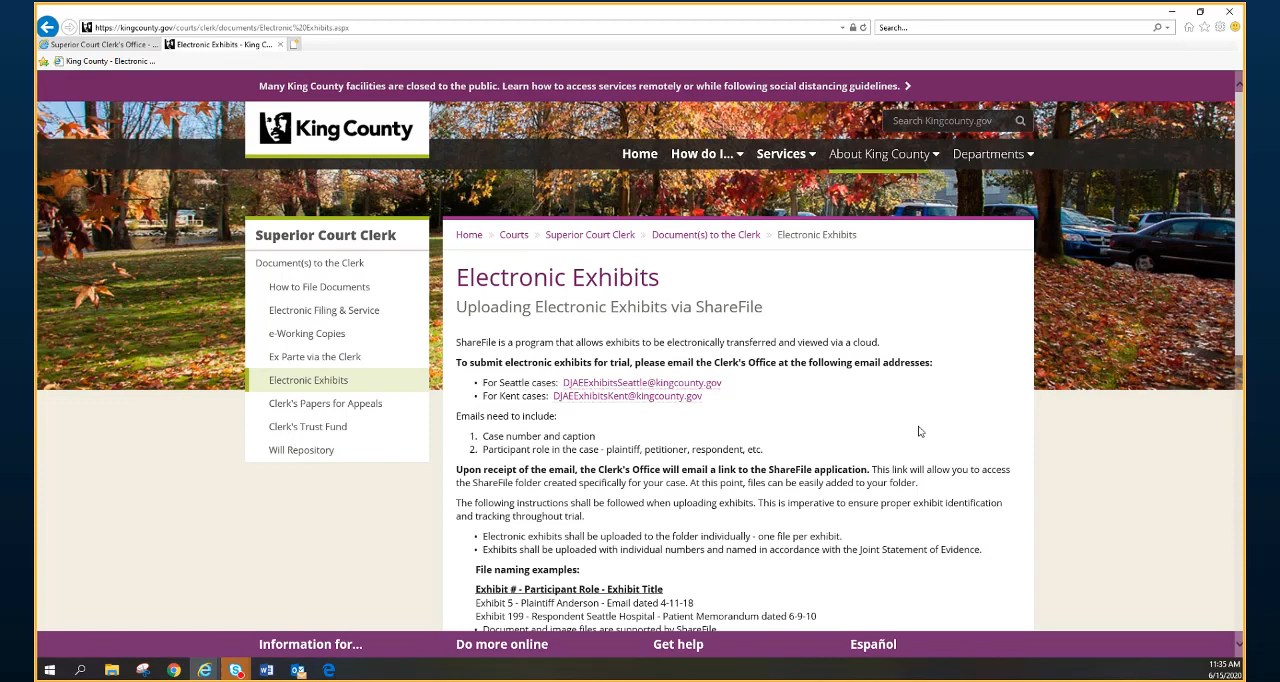 https://kingcounty.gov/courts/clerk/documents/Electronic%20Exhibits.aspx
Search...
Superior Court Clerk's Office - ...
Electronic Exhibits - King C...
King County - Electronic ...
Many King County facilities are closed to the public. Learn how to access services remotely or while following social distancing guidelines.
King County
Search Kingcounty.gov
Home How do I... Services About King County Departments
Superior Court Clerk
Document(s) to the Clerk
How to File Documents
Electronic Filing & Service
e-Working Copies
Ex Parte via the Clerk
Electronic Exhibits
Clerk's Papers for Appeals
Clerk's Trust Fund
Will Repository
Home » Courts » Superior Court Clerk » Document(s) to the Clerk » Electronic Exhibits
Electronic Exhibits
Uploading Electronic Exhibits via ShareFile
ShareFile is a program that allows exhibits to be electronically transferred and viewed via a cloud.
To submit electronic exhibits for trial, please email the Clerk's Office at the following email addresses:
• For Seattle cases: DJAEExhibitsSeattle@kingcounty.gov
• For Kent cases: DJAEExhibitsKent@kingcounty.gov
Emails need to include:
1. Case number and caption
2. Participant role in the case - plaintiff, petitioner, respondent, etc.
Upon receipt of the email, the Clerk's Office will email a link to the ShareFile application. This link will allow you to access
the ShareFile folder created specifically for your case. At this point, files can be easily added to your folder.
The following instructions shall be followed when uploading exhibits. This is imperative to ensure proper exhibit identification
and tracking throughout trial.
• Electronic exhibits shall be uploaded to the folder individually - one file per exhibit.
• Exhibits shall be uploaded with individual numbers and named in accordance with the Joint Statement of Evidence.
File naming examples:
Exhibit # - Participant Role - Exhibit Title
Exhibit 5 - Plaintiff Anderson - Email dated 4-11-18
Exhibit 199 - Respondent Seattle Hospital - Patient Memorandum dated 6-9-10
• Document and image files are supported by ShareFile
Information for... Do more online Get help Español
11:35 AM
6/15/2020